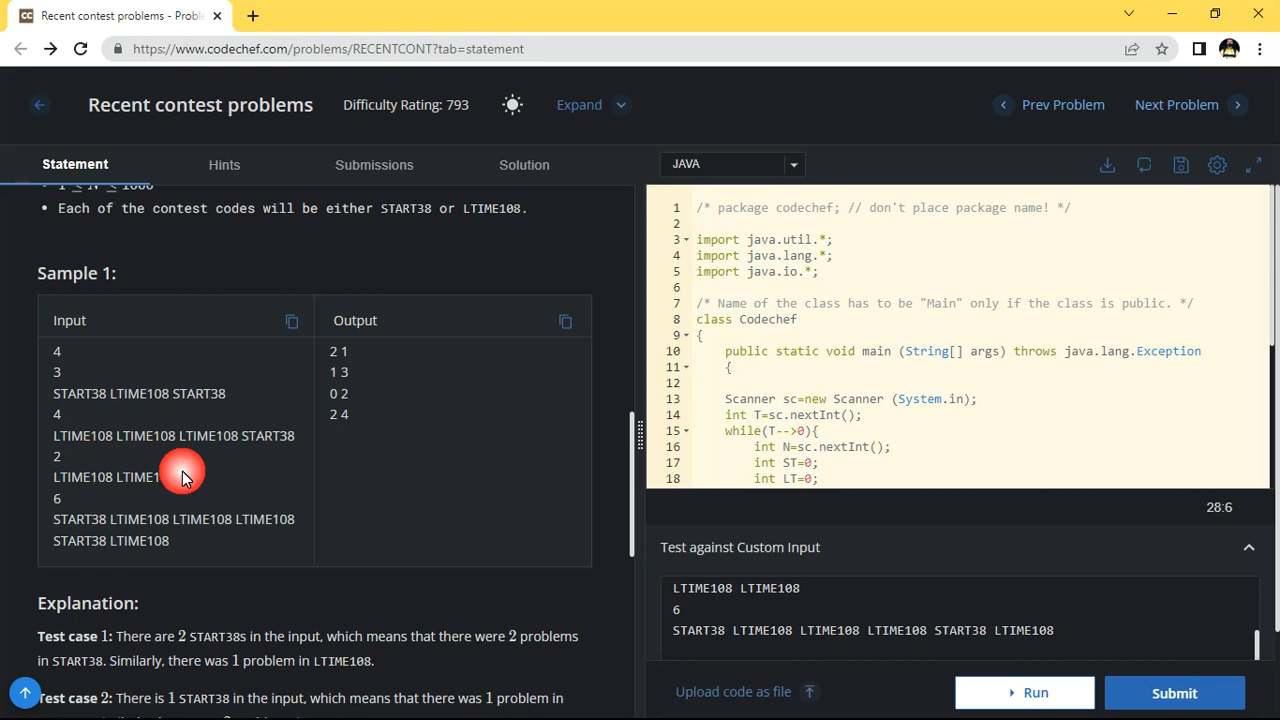 Recent contest problems - Proble
https://www.codechef.com/problems/RECENTCONT?tab=statement
Recent contest problems
Difficulty Rating: 793
Expand
Prev Problem
Next Problem
Statement
Hints
Submissions
Solution
JAVA
• 1 ≤ N ≤ 1000
• Each of the contest codes will be either START38 or LTIME108.
Sample 1:
Input
Output
4
3
START38 LTIME108 START38
4
LTIME108 LTIME108 LTIME108 START38
2
LTIME108 LTIME1
6
START38 LTIME108 LTIME108 LTIME108
START38 LTIME108
2 1
1 3
0 2
2 4
Explanation:
Test case 1: There are 2 START38s in the input, which means that there were 2 problems
in START38. Similarly, there was 1 problem in LTIME108.
Test case 2: There is 1 START38 in the input, which means that there was 1 problem in
1 /* package codechef; // don't place package name! */
2
3 import java.util.*;
4 import java.lang.*;
5 import java.io.*;
6
7 /* Name of the class has to be "Main" only if the class is public. */
8 class Codechef
9 {
10 public static void main (String[] args) throws java.lang.Exception
11 {
12
13 Scanner sc=new Scanner (System.in);
14 int T=sc.nextInt();
15 while(T-->0){
16 int N=sc.nextInt();
17 int ST=0;
18 int LT=0;
28:6
Test against Custom Input
LTIME108 LTIME108
6
START38 LTIME108 LTIME108 LTIME108 START38 LTIME108
Upload code as file
Run
Submit